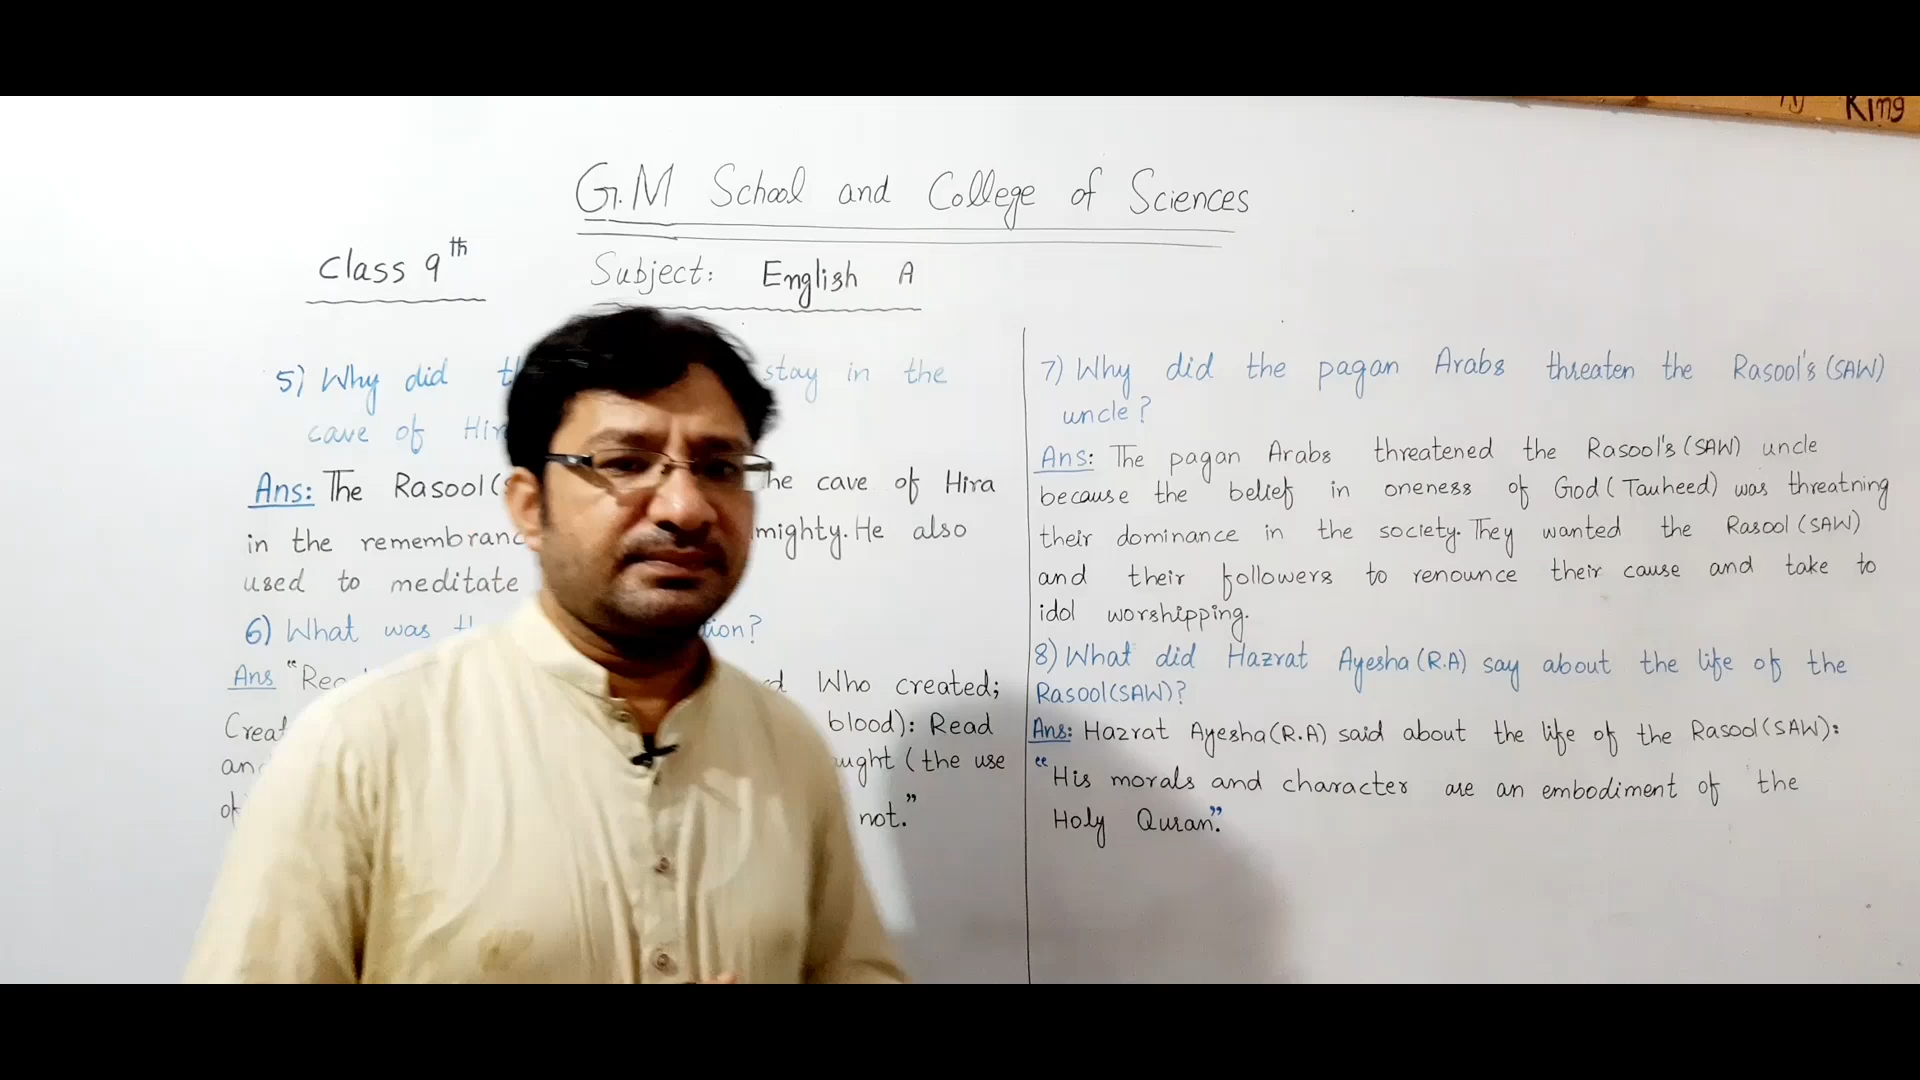 King
G.M School and College of Sciences
Class 9th
Subject: English A
5) Why did stay in the
cave of
Ans: The Rasool( the cave of Hira
in the mighty. He also
used to meditate
6) What was
Ans " Who created;
blood): Read
(the use
of not."
7) Why did the pagan Arabs threaten the Rasool's (SAW)
uncle?
Ans: The pagan Arabs threatened the Rasool's (SAW) uncle
because the belief in oneness of God (Tauheed) was threatning
their dominance in the society. They wanted the Rasool (SAW)
and their followers to renounce their cause and take to
idol worshipping.
8) What did Hazrat Ayesha (R.A) say about the life of the
Rasool(SAW)?
Ans: Hazrat Ayesha (R.A) said about the life of the Rasool(SAW):
"His morals and character are an embodiment of the
Holy Quran".